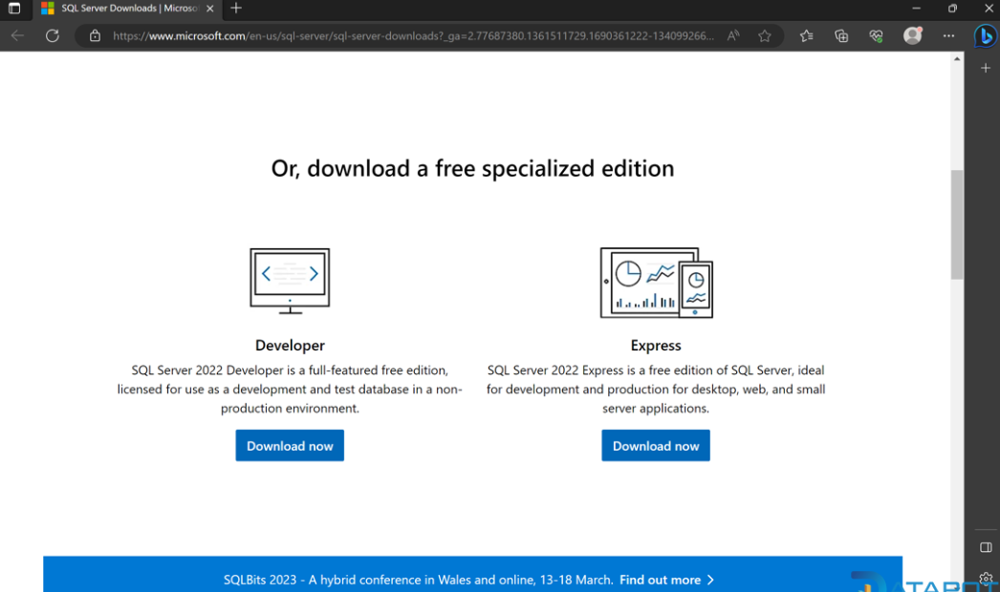 SQL Server Downloads | Microso
https://www.microsoft.com/en-us/sql-server/sql-server-downloads?_ga=2.77687380.1361511729.1690361222-134099266...
Or, download a free specialized edition
Developer
SQL Server 2022 Developer is a full-featured free edition,
licensed for use as a development and test database in a non-
production environment.
Download now
Express
SQL Server 2022 Express is a free edition of SQL Server, ideal
for development and production for desktop, web, and small
server applications.
Download now
SQLBits 2023 - A hybrid conference in Wales and online, 13-18 March. Find out more